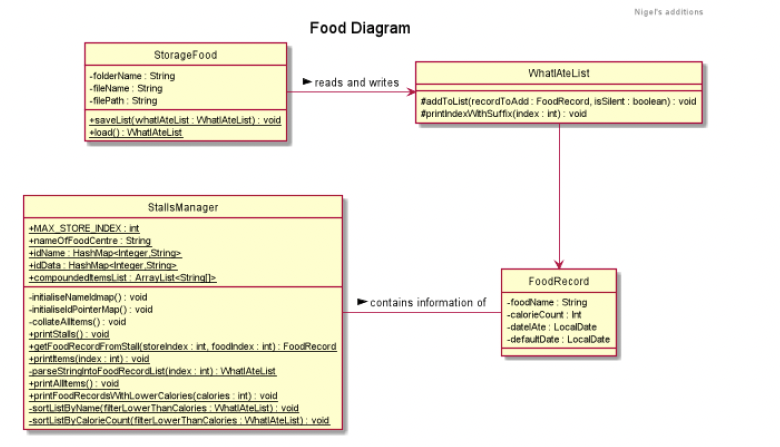 Nigel's additions
Food Diagram
StorageFood
-folderName : String
-fileName : String
-filePath : String
+saveList(whatIAteList : WhatIAteList) : void
+load() : WhatIAteList
reads and writes
WhatIAteList
#addToList(recordToAdd : FoodRecord, isSilent : boolean) : void
#printIndexWithSuffix(index : int) : void
StallsManager
+MAX_STORE_INDEX : int
+nameOfFoodCentre : String
+idName : HashMap<Integer,String>
+idData : HashMap<Integer,String>
+compoundedItemsList : ArrayList<String[]>
-initialiseNameIdmap() : void
-initialiseIdPointerMap() : void
-collateAllItems() : void
+printStalls() : void
+getFoodRecordFromStall(storeIndex : int, foodIndex : int) : FoodRecord
+printItems(index : int) : void
-parseStringIntoFoodRecordList(index : int) : WhatIAteList
+printAllItems() : void
+printFoodRecordsWithLowerCalories(calories : int) : void
-sortListByName(filterLowerThanCalories : WhatIAteList) : void
-sortListByCalorieCount(filterLowerThanCalories : WhatIAteList) : void
contains information of
FoodRecord
-foodName : String
-calorieCount : Int
-dateIAte : LocalDate
-defaultDate : LocalDate